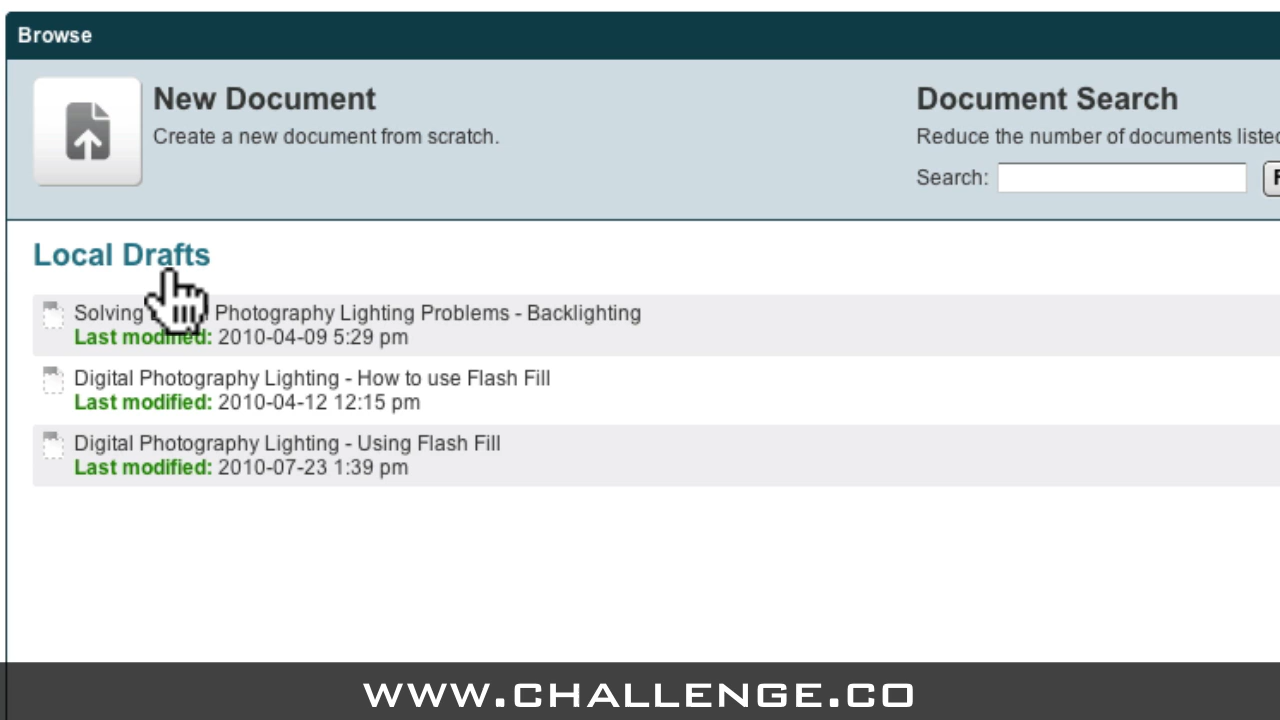 Browse
New Document
Create a new document from scratch.
Document Search
Reduce the number of documents listed
Search:
Local Drafts
Solving Photography Lighting Problems - Backlighting
Last modified: 2010-04-09 5:29 pm
Digital Photography Lighting - How to use Flash Fill
Last modified: 2010-04-12 12:15 pm
Digital Photography Lighting - Using Flash Fill
Last modified: 2010-07-23 1:39 pm
WWW.CHALLENGE.CO